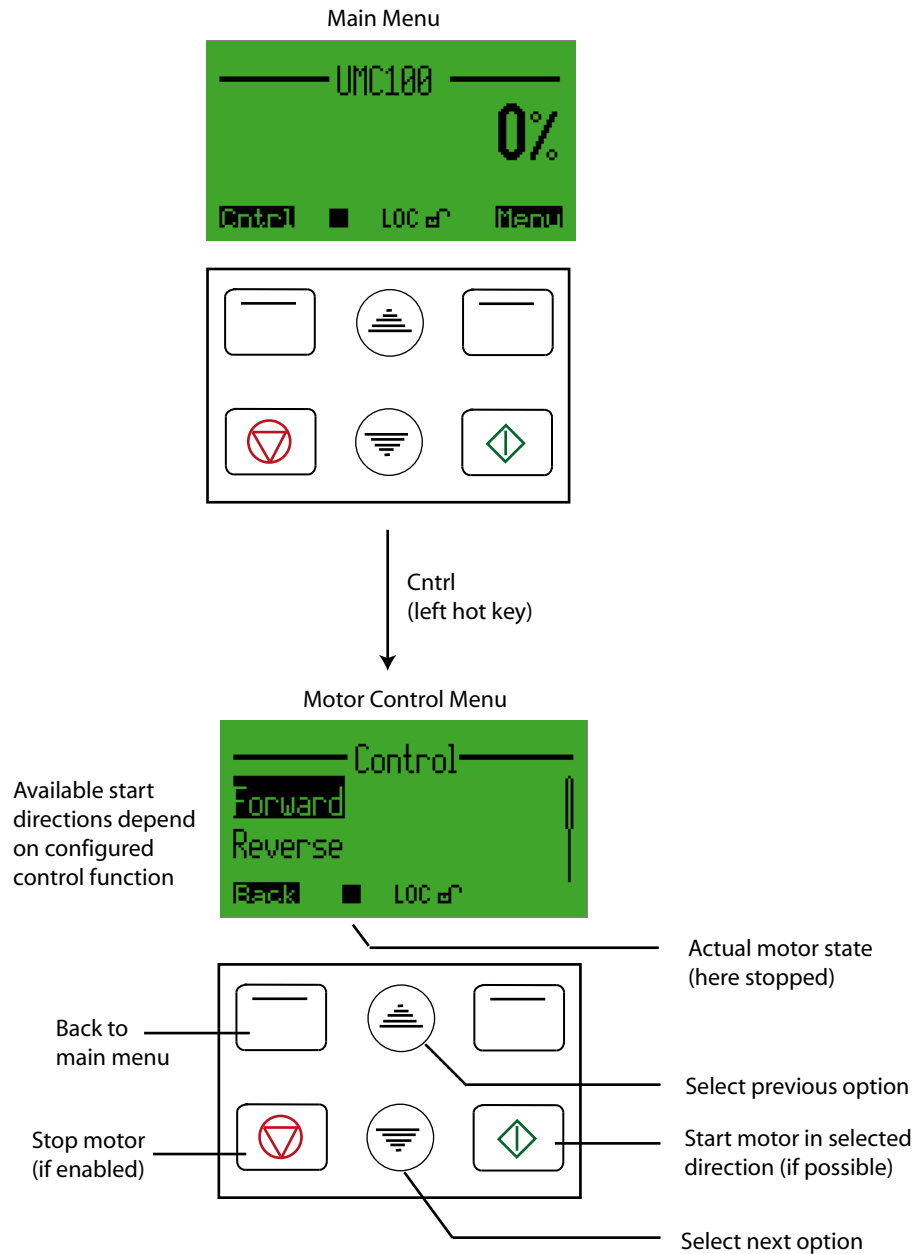 Main Menu
UMC100
0%
Cntrl LOC Menu
Cntrl
(left hot key)
Motor Control Menu
Control
Forward
Reverse
Back LOC
Available start
directions depend
on configured
control function
Actual motor state
(here stopped)
Back to
main menu
Select previous option
Stop motor
(if enabled)
Start motor in selected
direction (if possible)
Select next option